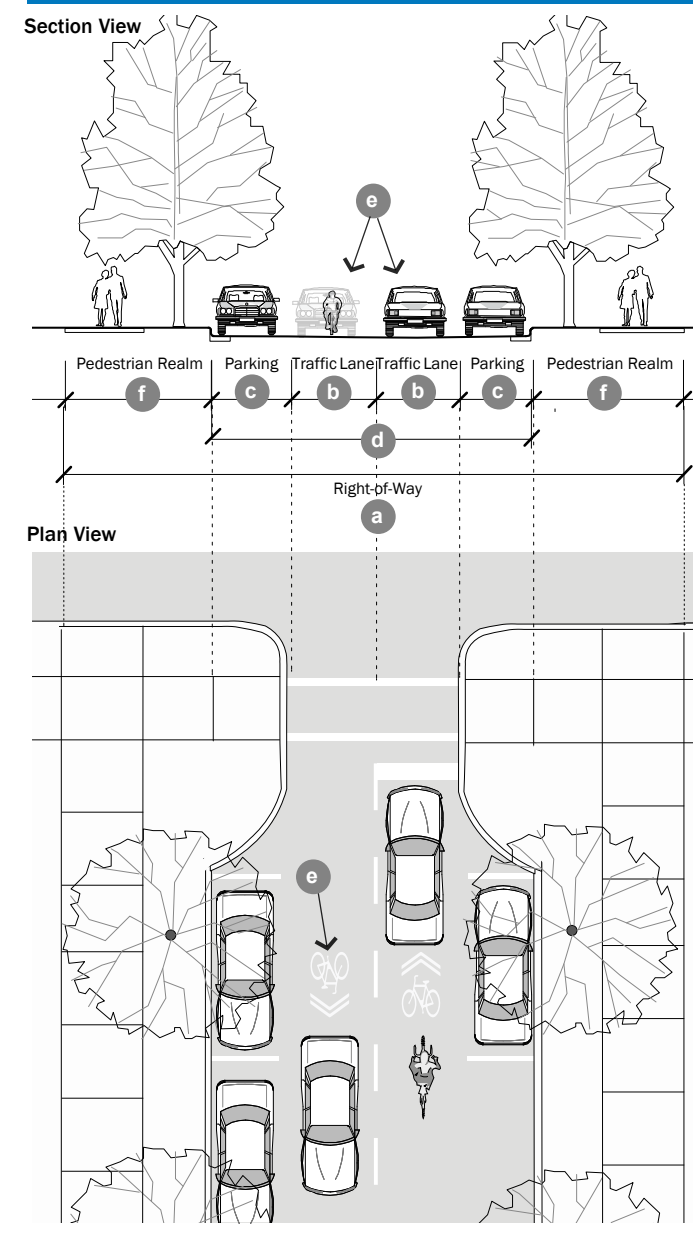 Section View
e
Pedestrian Realm Parking Traffic Lane Traffic Lane Parking Pedestrian Realm
f c b b c f
d
Right-of-Way
a
Plan View
e